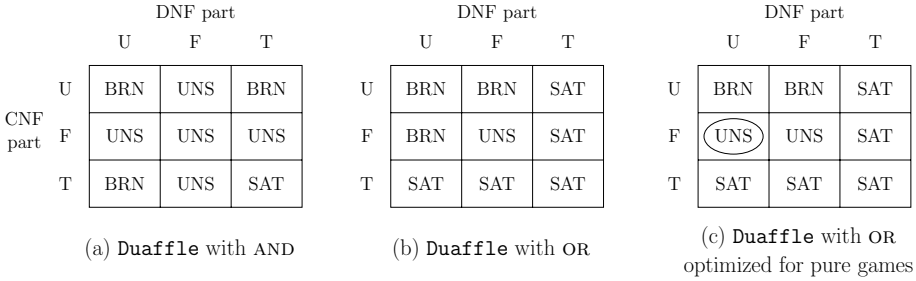 DNF part DNF part DNF part
U F T U F T U F T
U BRN UNS BRN U BRN BRN SAT U BRN BRN SAT
CNF
part
F UNS UNS UNS F BRN UNS SAT F UNS UNS SAT
T BRN UNS SAT T SAT SAT SAT T SAT SAT SAT
(a) Duaffle with AND (b) Duaffle with OR (c) Duaffle with OR
optimized for pure games